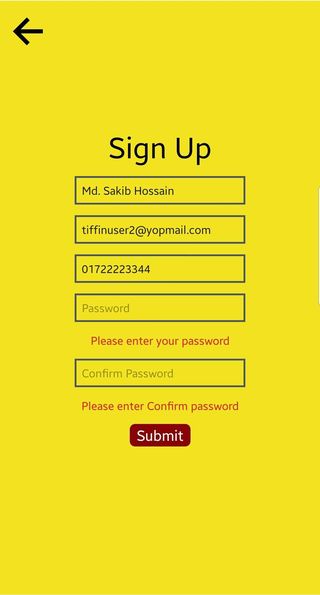 Sign Up
Md. Sakib Hossain
tiffinuser2@yopmail.com
01722223344
Password
Please enter your password
Confirm Password
Please enter Confirm password
Submit